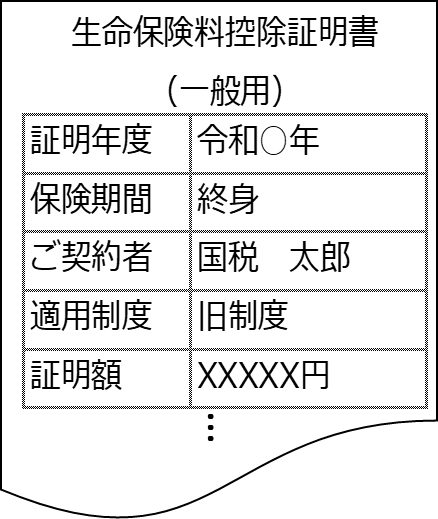 生命保険料控除証明書
（一般用）
証明年度 令和○年
保険期間 終身
ご契約者 国税　太郎
適用制度 旧制度
証明額 XXXXX円
⋮